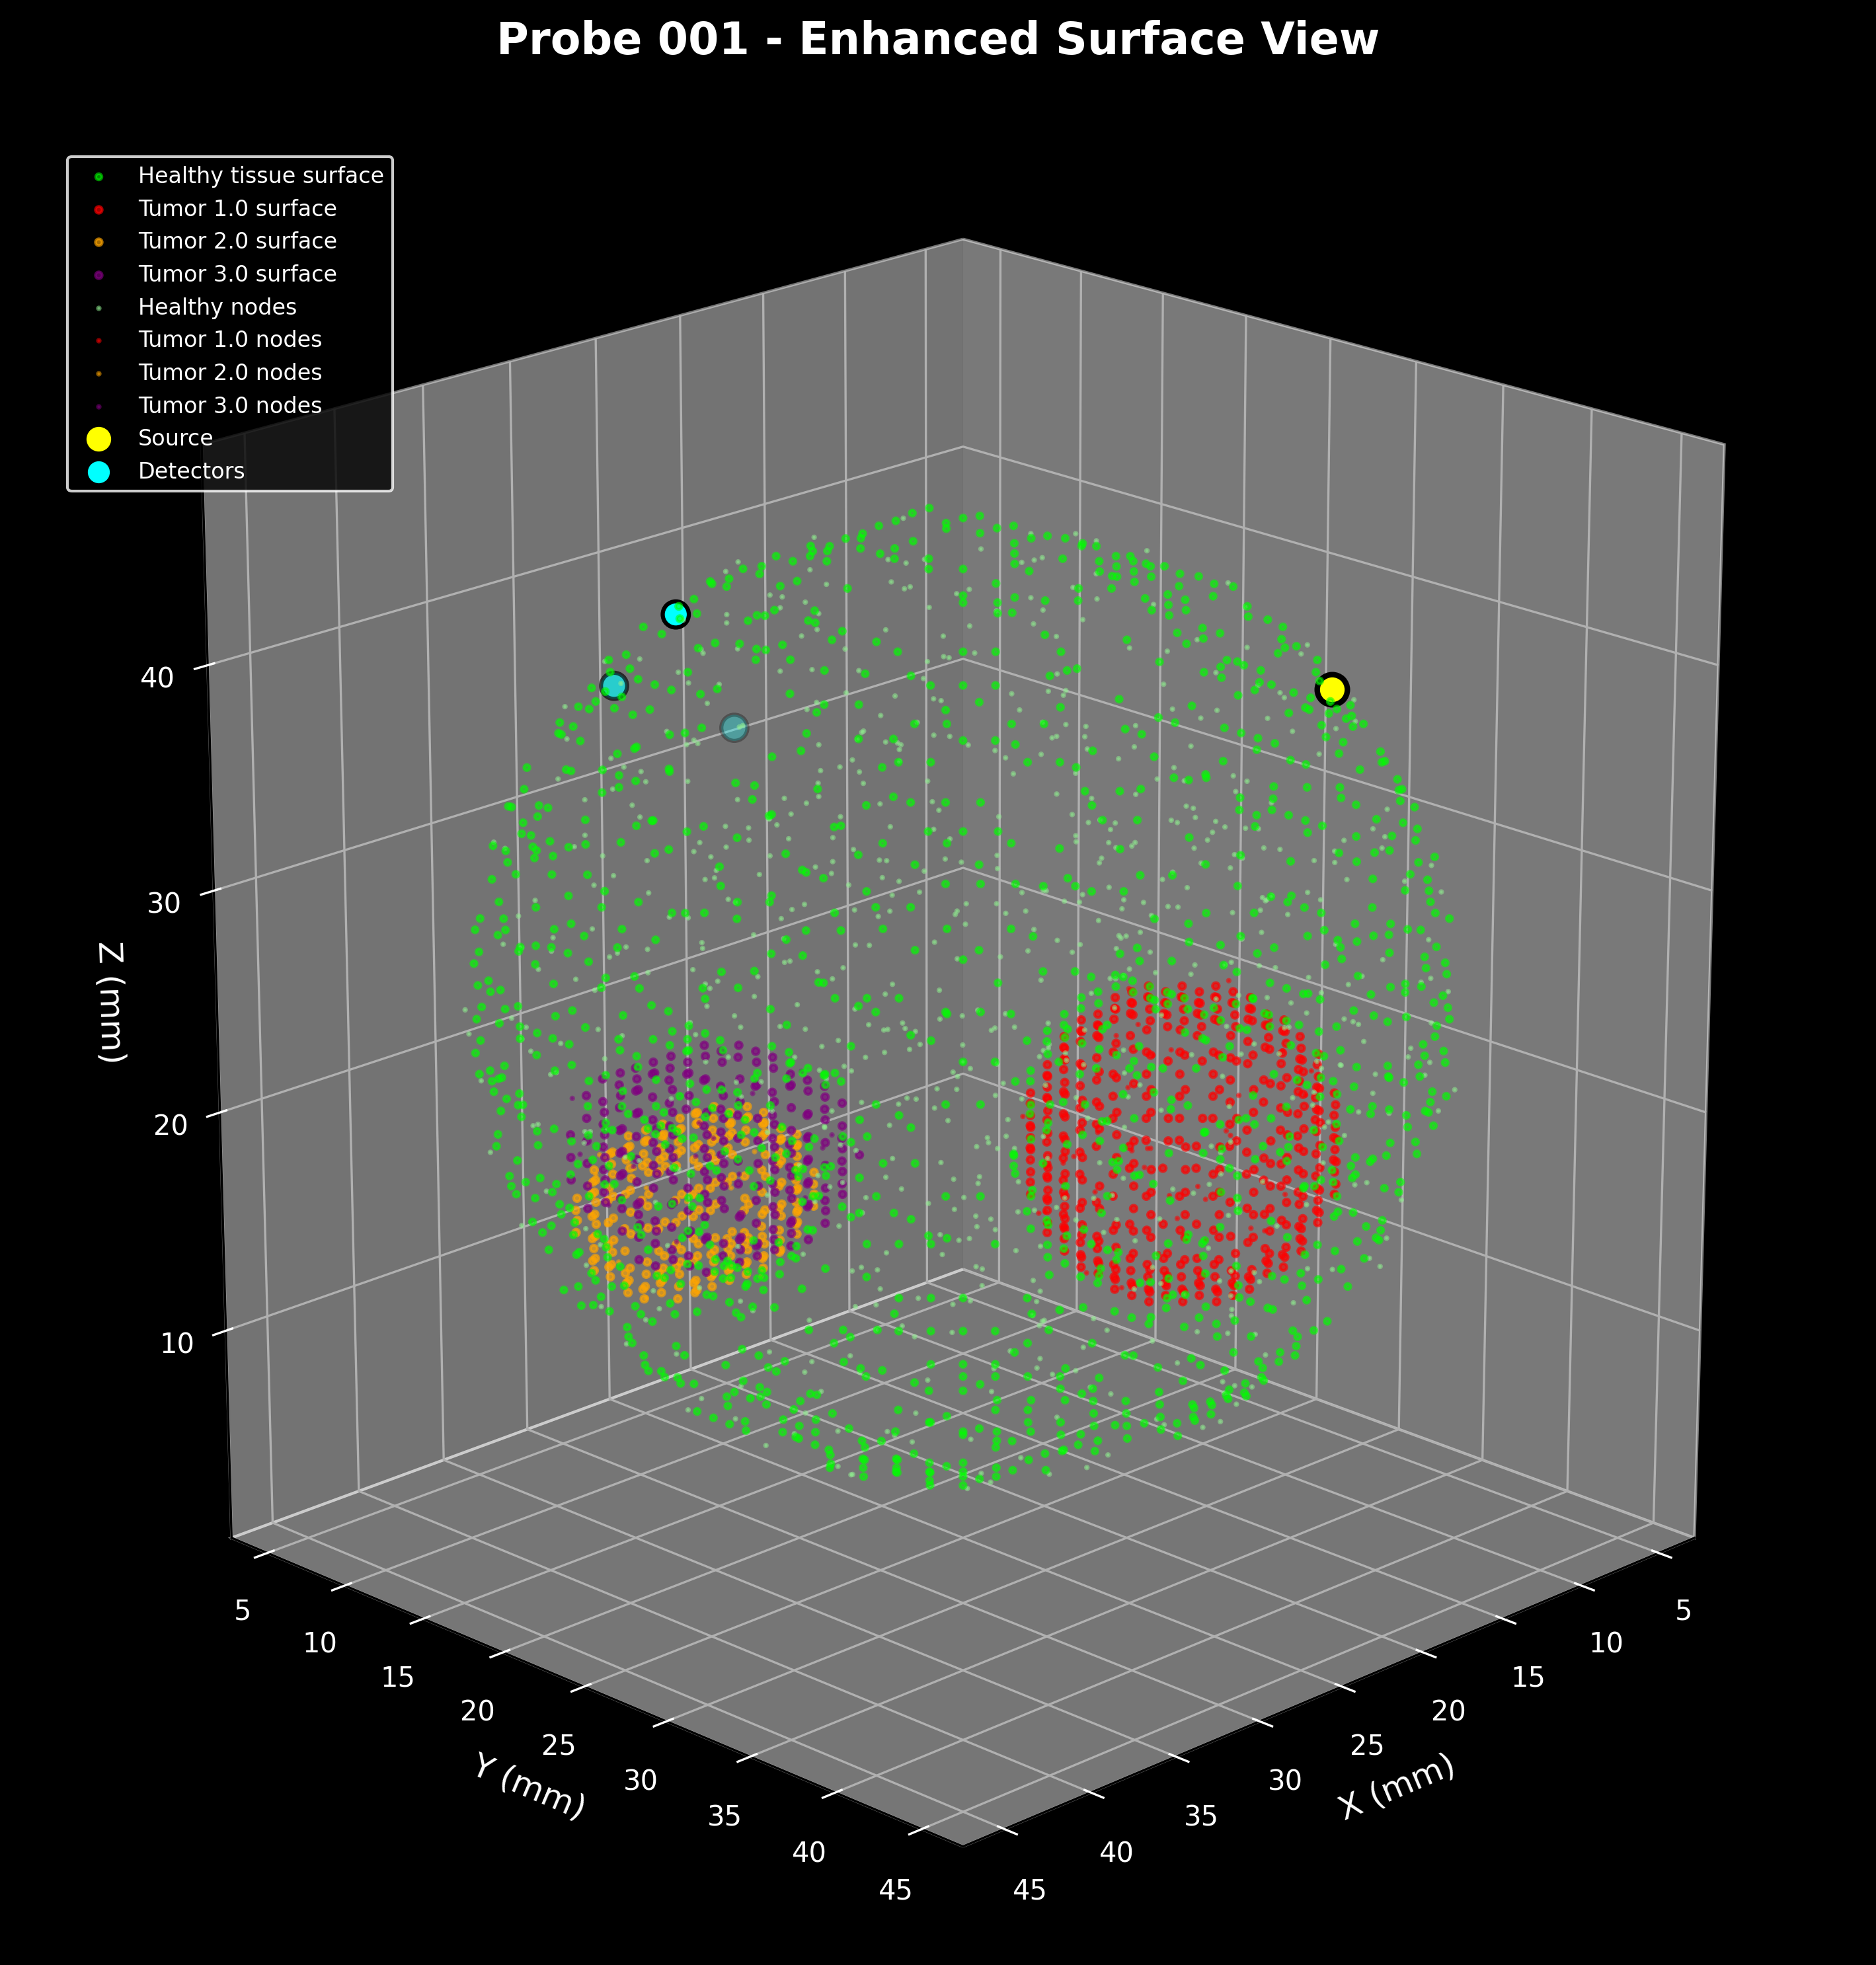 Probe 001 - Enhanced Surface View
Healthy tissue surface
Tumor 1.0 surface
Tumor 2.0 surface
Tumor 3.0 surface
Healthy nodes
Tumor 1.0 nodes
Tumor 2.0 nodes
Tumor 3.0 nodes
Source
Detectors
40
30
20
10
Z (mm)
5
10
15
20
25
30
35
40
45
Y (mm)
5
10
15
20
25
30
35
40
45
X (mm)